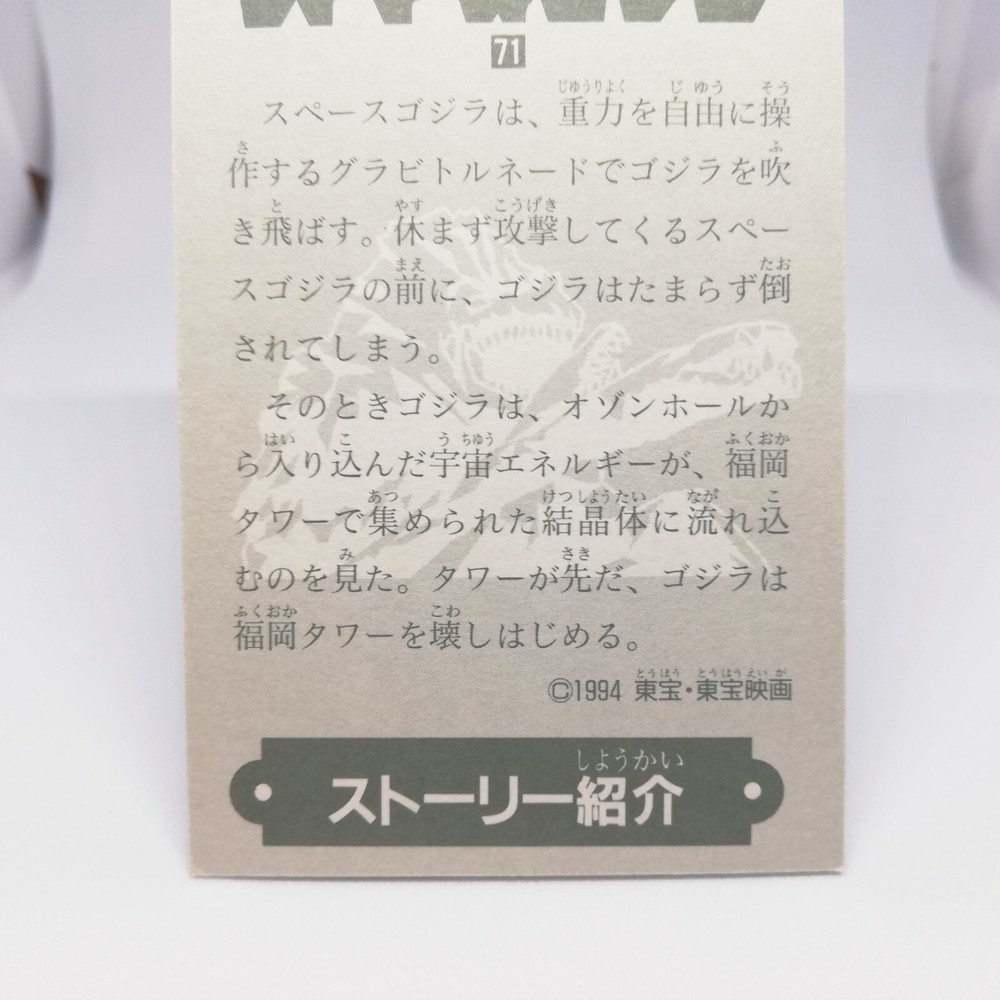 71
スペースゴジラは、重力を自由に操
作するグラビトルネードでゴジラを吹
き飛ばす。休まず攻撃してくるスペー
スゴジラの前に、ゴジラはたまらず倒
されてしまう。
そのときゴジラは、オゾンホールか
ら入り込んだ宇宙エネルギーが、福岡
タワーで集められた結晶体に流れ込
むのを見た。タワーが先だ、ゴジラは
福岡タワーを壊しはじめる。
©1994 東宝・東宝映画
ストーリー紹介